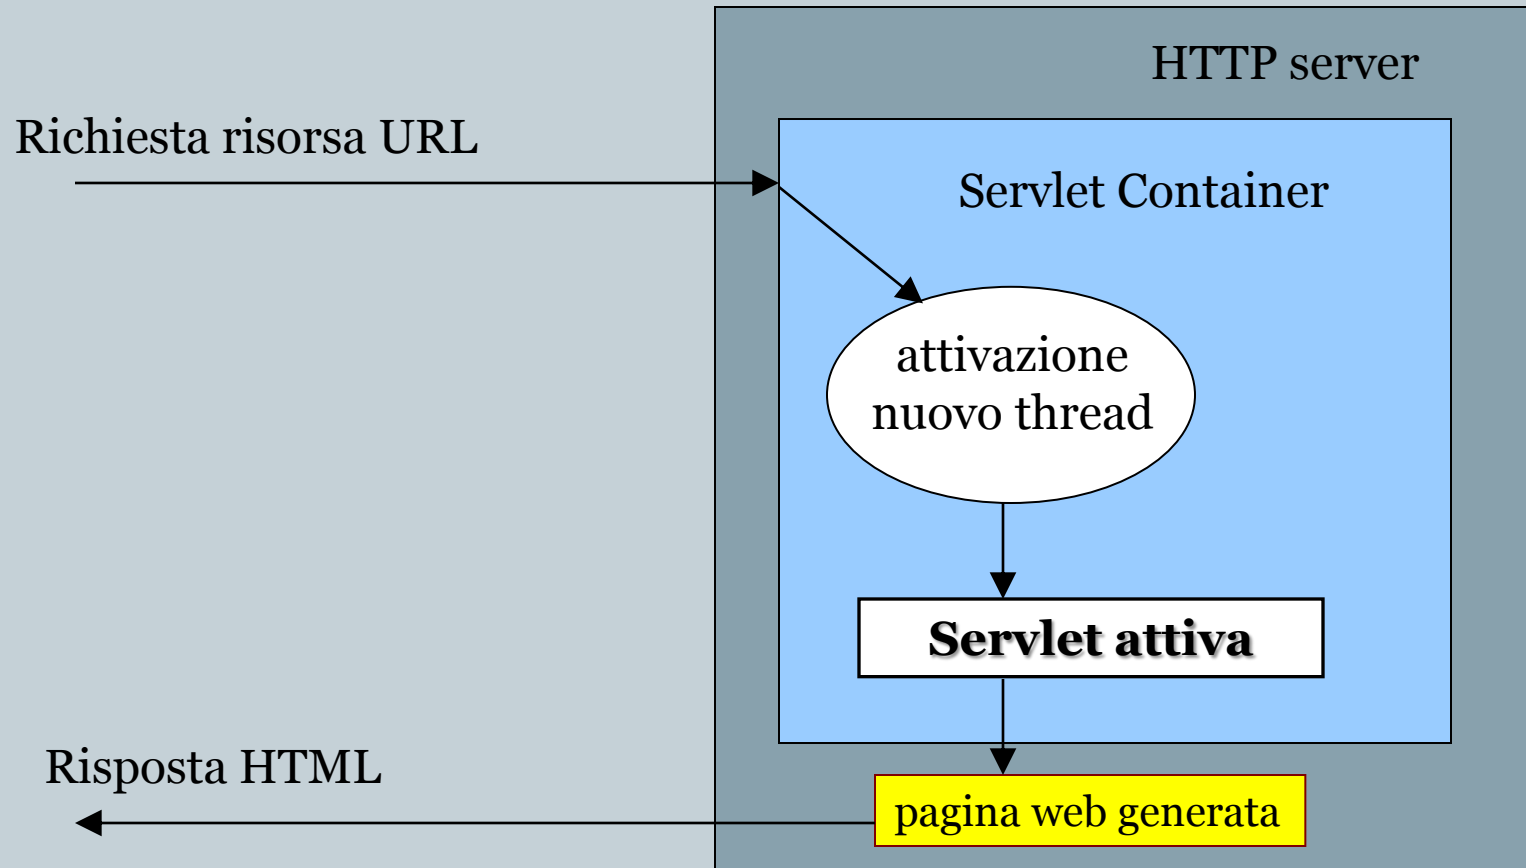 HTTP server
Richiesta risorsa URL
Servlet Container
attivazione
nuovo thread
Servlet attiva
Risposta HTML
pagina web generata